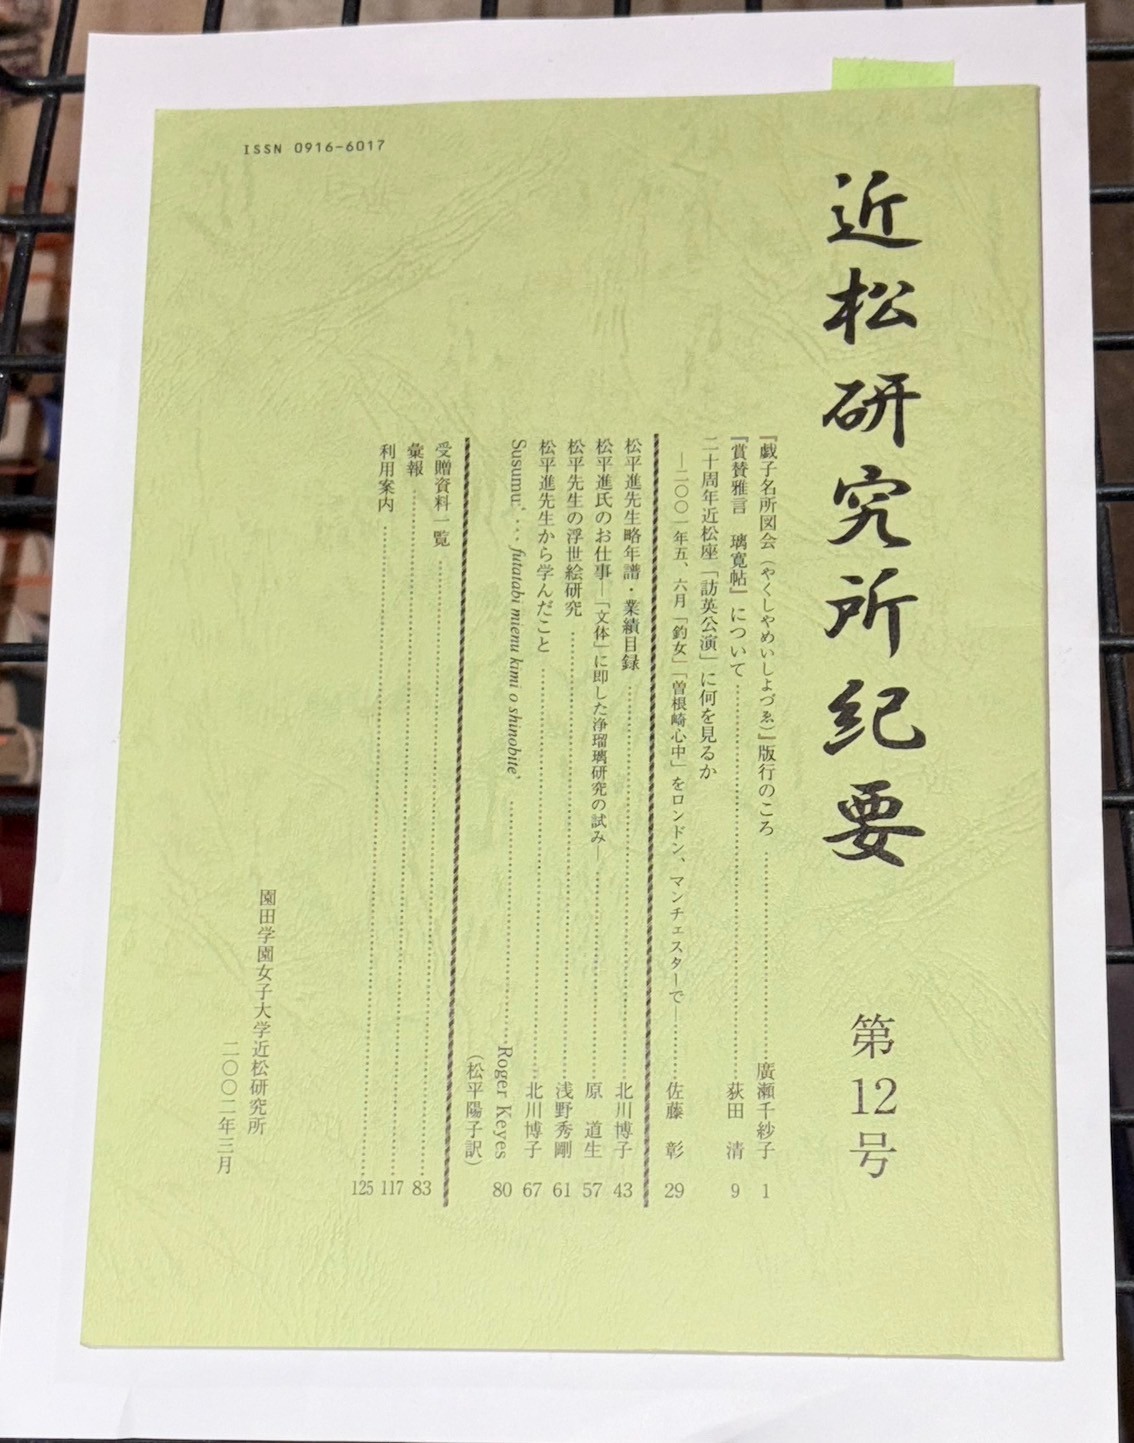 ISSN 0916-6017
近松研究所紀要 第12号
『戯子名所図会(やくしやめいしよづゑ)』版行のころ……廣瀬千紗子 1
『賞賛雅言 璃寛帖』について……荻田 清 9
二十周年近松座「訪英公演」に何を見るか
―二〇〇一年五、六月「釣女」「曽根崎心中」をロンドン、マンチェスターで―……佐藤 彰 29
松平進先生略年譜・業績目録……北川博子 43
松平進氏のお仕事―「文体」に即した浄瑠璃研究の試み―……原 道生 57
松平先生の浮世絵研究……浅野秀剛 61
松平進先生から学んだこと……北川博子 67
Susumu:‘… futatabi mienu kimi o shinobite’……Roger Keyes 80
(松平陽子訳)
受贈資料一覧……83
彙報……117
利用案内……125
園田学園女子大学近松研究所
二〇〇二年三月